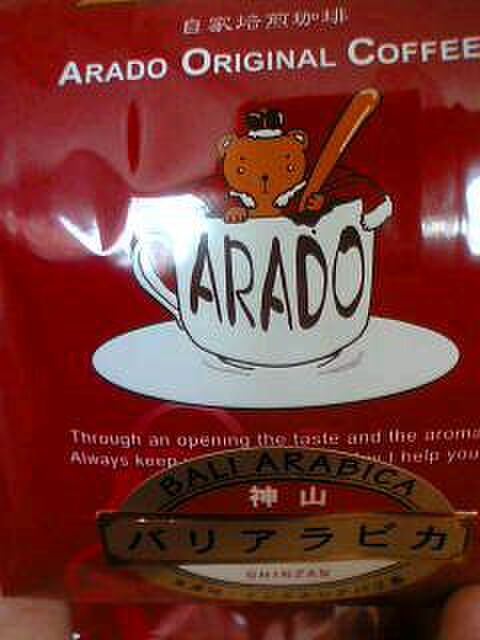 自家焙煎珈琲
ARADO ORIGINAL COFFEE
ARADO
Through an opening the taste and the aroma
Always keep I help you
BALI ARABICA
神山
バリアラビカ
SHINZAN